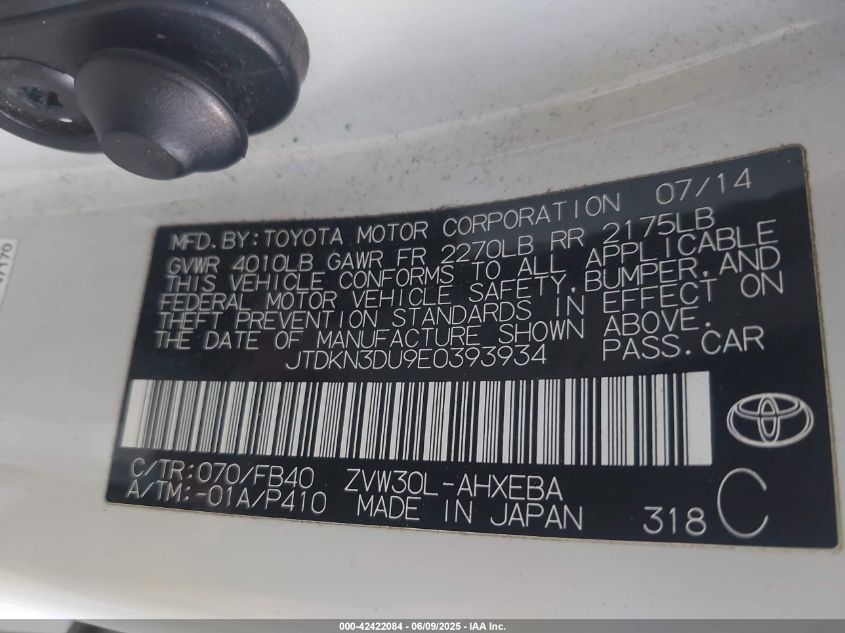 MFD. BY: TOYOTA MOTOR CORPORATION 07/14
GVWR 4010LB GAWR FR 2270LB RR 2175LB
THIS VEHICLE CONFORMS TO ALL APPLICABLE
FEDERAL MOTOR VEHICLE SAFETY, BUMPER, AND
THEFT PREVENTION STANDARDS IN EFFECT ON
THE DATE OF MANUFACTURE SHOWN ABOVE.
JTDKN3DU9E0393934 PASS. CAR
C/TR: 070/FB40 ZVW30L-AHXEBA
A/TM: -01A/P410 MADE IN JAPAN 318 C
000-42422084 - 06/09/2025 - IAA Inc.